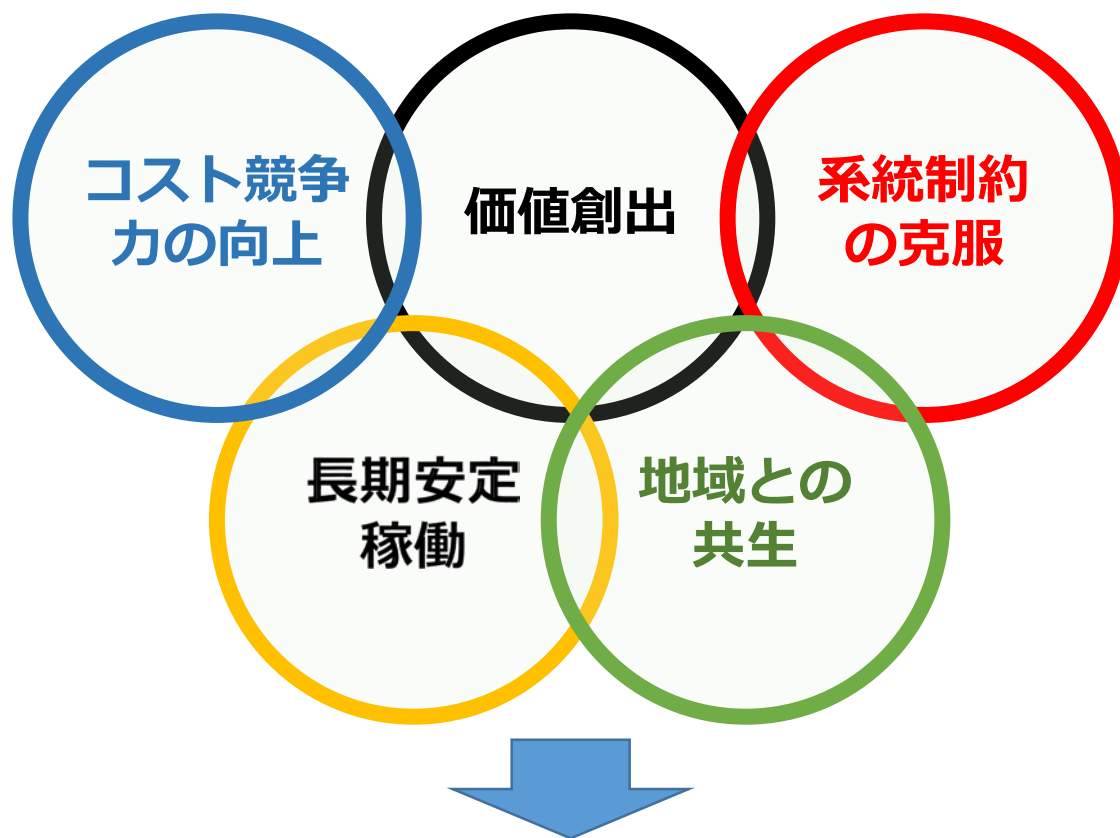 コスト競争
力の向上
価値創出
系統制約
の克服
長期安定
稼働
地域との
共生